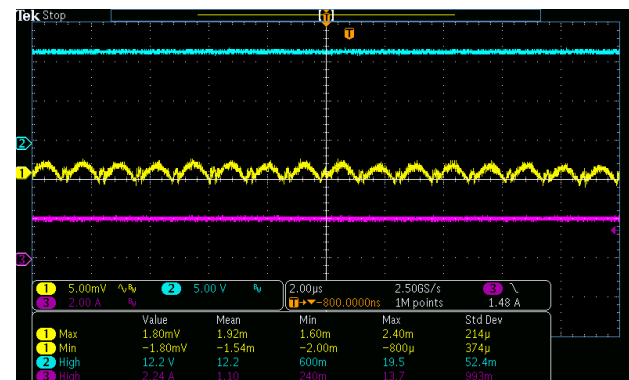 Tek Stop
T
T
2
1
3
1 5.00mV 2 5.00 V 2.00µs 2.50GS/s 3
3 2.00 A T→▼-800.0000ns 1M points 1.48 A
Value Mean Min Max Std Dev
1 Max 1.80mV 1.92m 1.60m 2.40m 214µ
1 Min −1.80mV −1.54m −2.00m −800µ 374µ
2 High 12.2 V 12.2 600m 19.5 52.4m
3 High 2.24 A 1.10 240m 13.7 993m